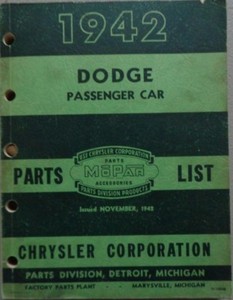 1942
DODGE
PASSENGER CAR
CHRYSLER CORPORATION
PARTS
MOPAR
ACCESSORIES
PARTS DIVISION PRODUCTS
PARTS LIST
Issued NOVEMBER, 1942
CHRYSLER CORPORATION
PARTS DIVISION, DETROIT, MICHIGAN
FACTORY PARTS PLANT - MARYSVILLE, MICHIGAN